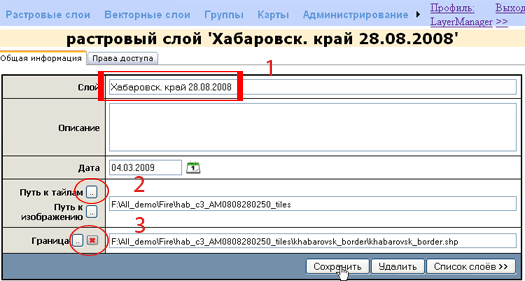 Растровые слои Векторные слои Группы Карты Администрирование Профиль: Выход
LayerManager >>
растровый слой 'Хабаровск. край 28.08.2008'
Общая информация Права доступа
1
Слой Хабаровск. край 28.08.2008
Описание
Дата 04.03.2009
2
Путь к тайлам ..
Путь к изображению .. F:\All_demo\Fire\hab_c3_AM0808280250_tiles
3
Граница .. F:\All_demo\Fire\hab_c3_AM0808280250_tiles\khabarovsk_border\khabarovsk_border.shp
Сохранить Удалить Список слоёв >>